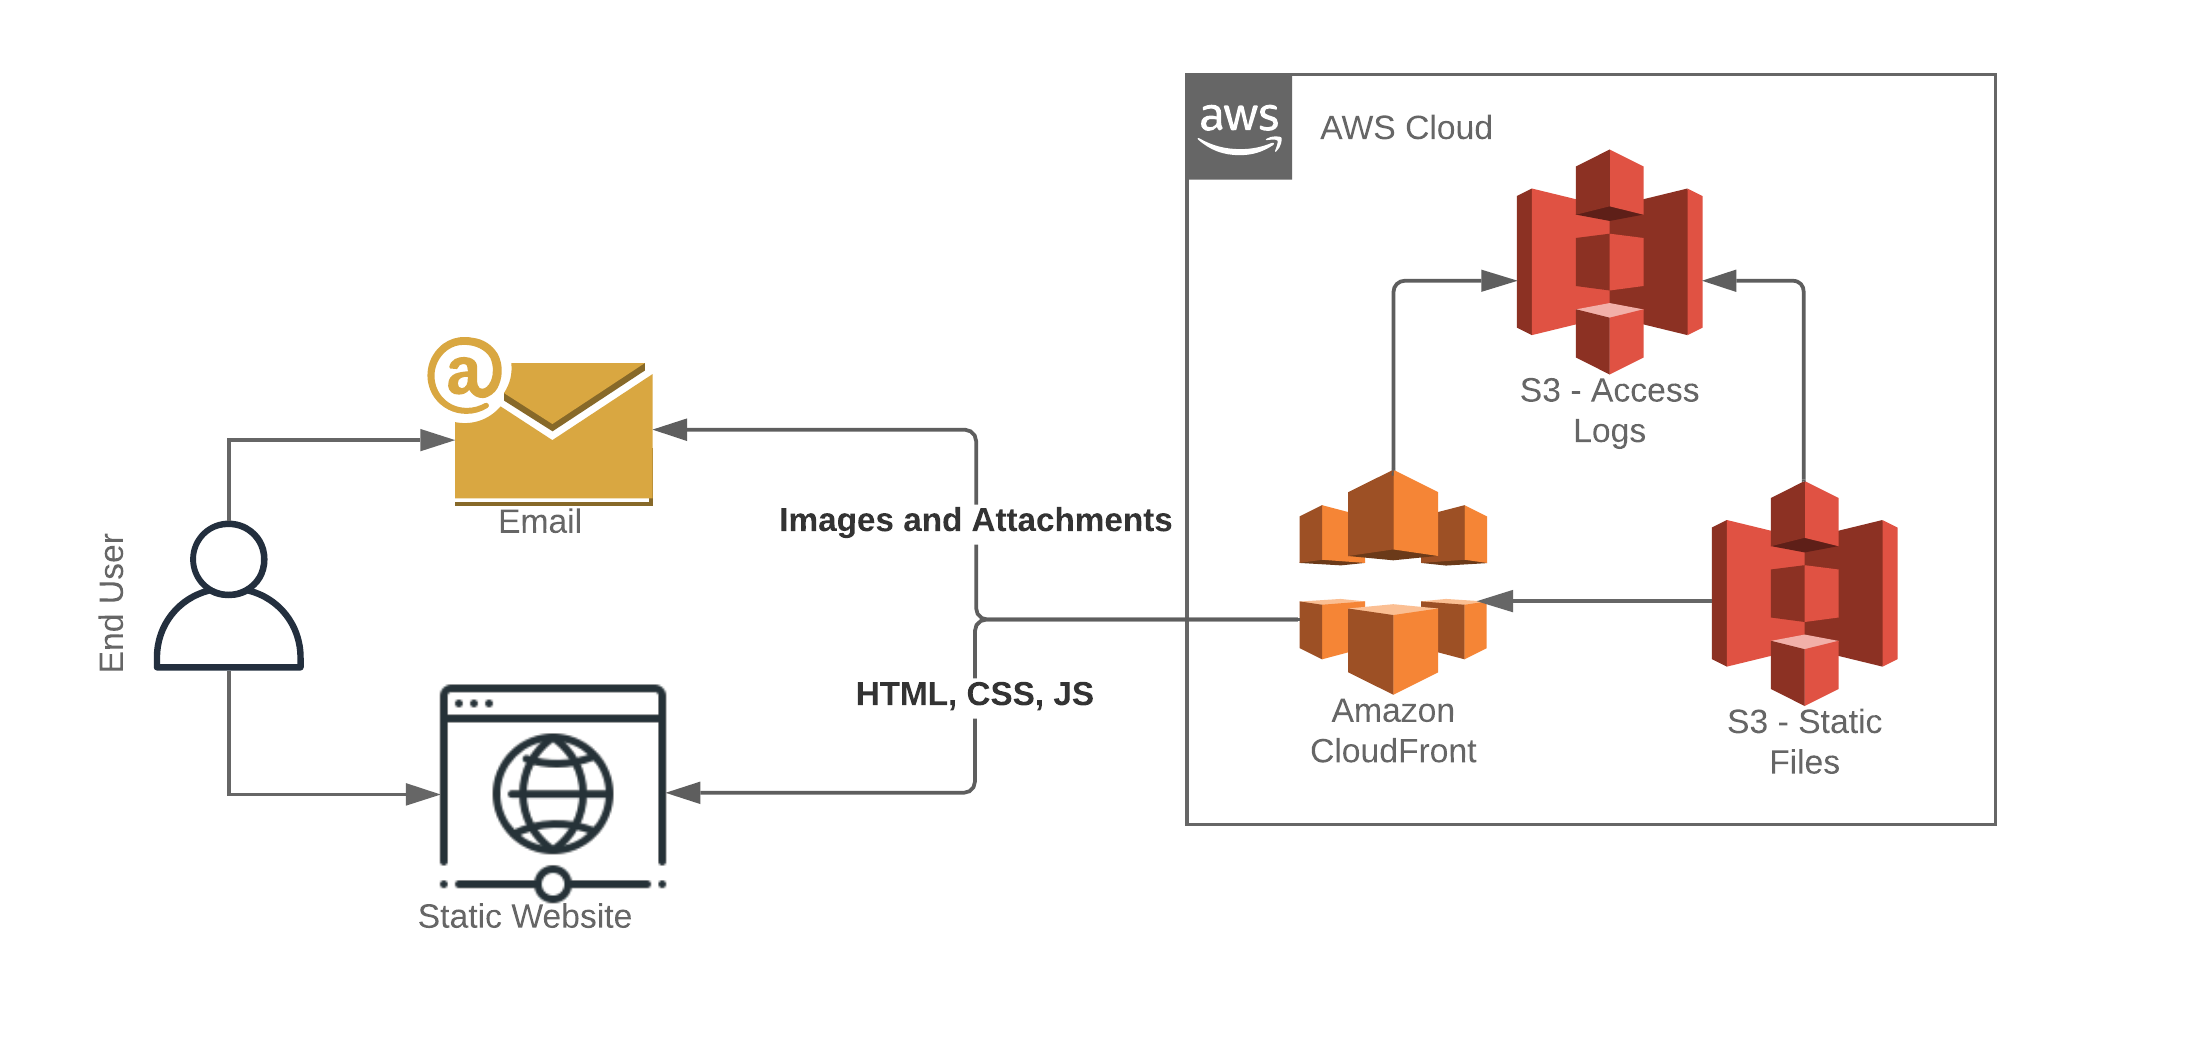 aws
AWS Cloud
S3 - Access
Logs
@
Email
Images and Attachments
End User
HTML, CSS, JS
Amazon
CloudFront
S3 - Static
Files
Static Website